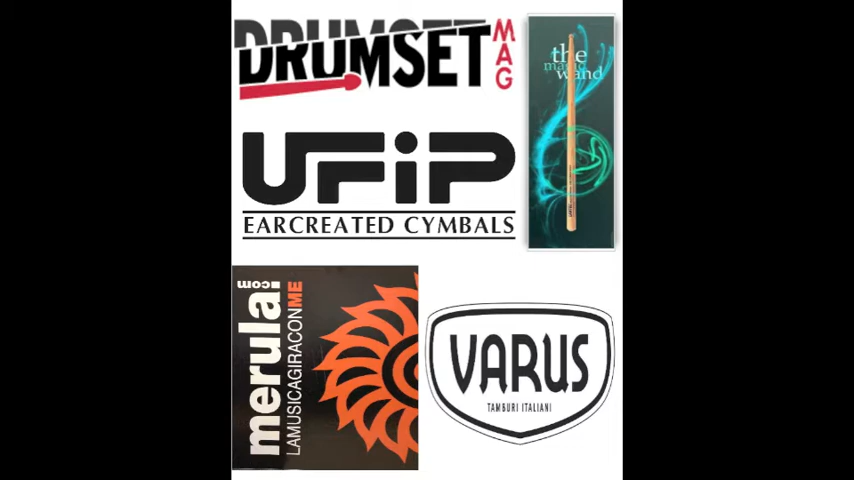 DRUMSET
MAG
the
magic
wand
UFiP
EARCREATED CYMBALS
merula.com
LAMUSICAGIRACONME
VARUS
TAMBURI ITALIANI